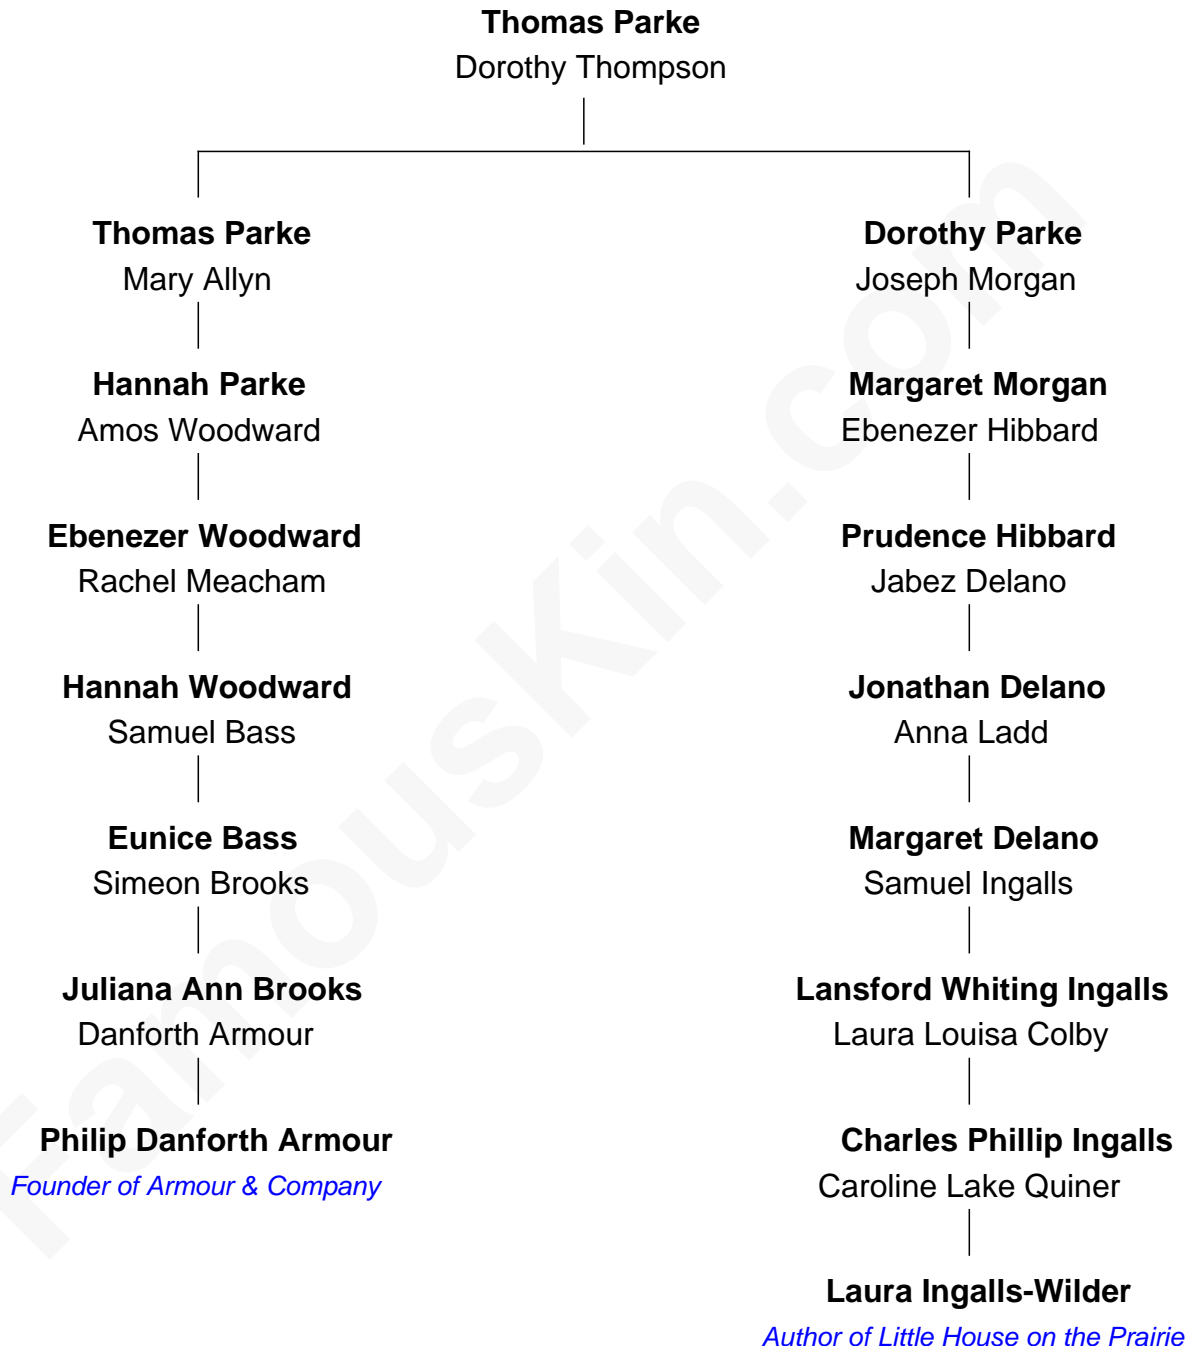 Thomas Parke
Dorothy Thompson
Thomas Parke
Mary Allyn
Dorothy Parke
Joseph Morgan
Hannah Parke
Amos Woodward
Margaret Morgan
Ebenezer Hibbard
Ebenezer Woodward
Rachel Meacham
Prudence Hibbard
Jabez Delano
Hannah Woodward
Samuel Bass
Jonathan Delano
Anna Ladd
Eunice Bass
Simeon Brooks
Margaret Delano
Samuel Ingalls
Juliana Ann Brooks
Danforth Armour
Lansford Whiting Ingalls
Laura Louisa Colby
Philip Danforth Armour
Founder of Armour & Company
Charles Phillip Ingalls
Caroline Lake Quiner
Laura Ingalls-Wilder
Author of Little House on the Prairie
FamousKin.com